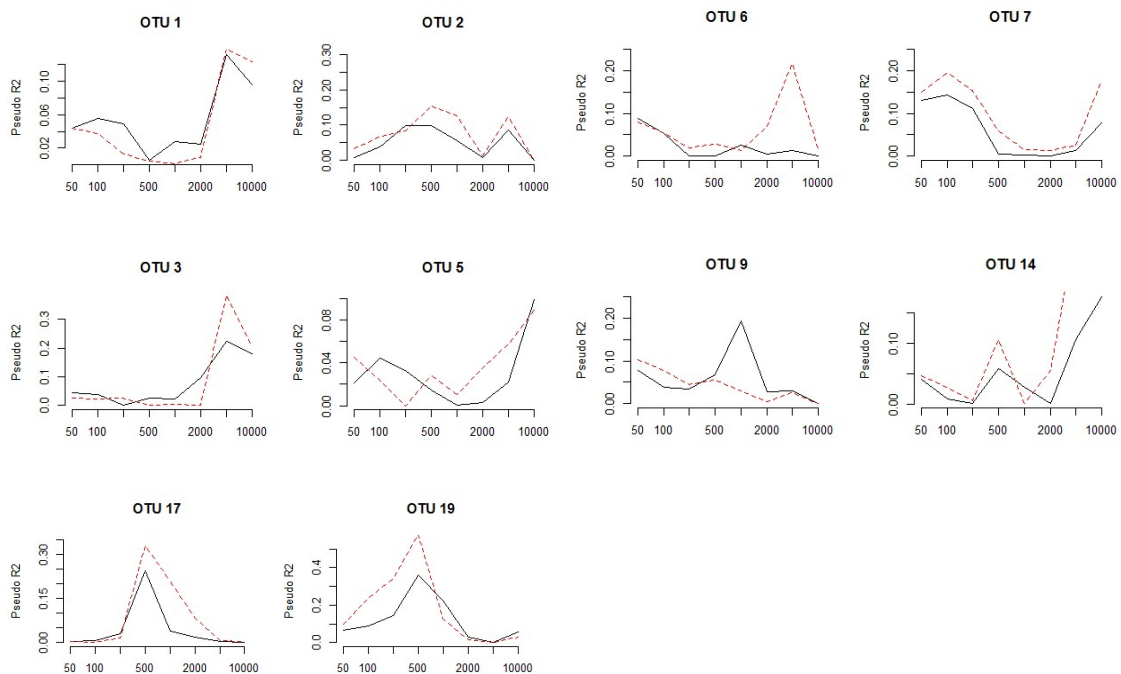 OTU 1
Pseudo R2
0.02 0.06 0.10
50 100 500 2000 10000
OTU 2
Pseudo R2
0.00 0.10 0.20 0.30
50 100 500 2000 10000
OTU 6
Pseudo R2
0.00 0.10 0.20
50 100 500 2000 10000
OTU 7
Pseudo R2
0.00 0.10 0.20
50 100 500 2000 10000
OTU 3
Pseudo R2
0.0 0.1 0.2 0.3
50 100 500 2000 10000
OTU 5
Pseudo R2
0.00 0.04 0.08
50 100 500 2000 10000
OTU 9
Pseudo R2
0.00 0.10 0.20
50 100 500 2000 10000
OTU 14
Pseudo R2
0.00 0.10
50 100 500 2000 10000
OTU 17
Pseudo R2
0.00 0.15 0.30
50 100 500 2000 10000
OTU 19
Pseudo R2
0.0 0.2 0.4
50 100 500 2000 10000